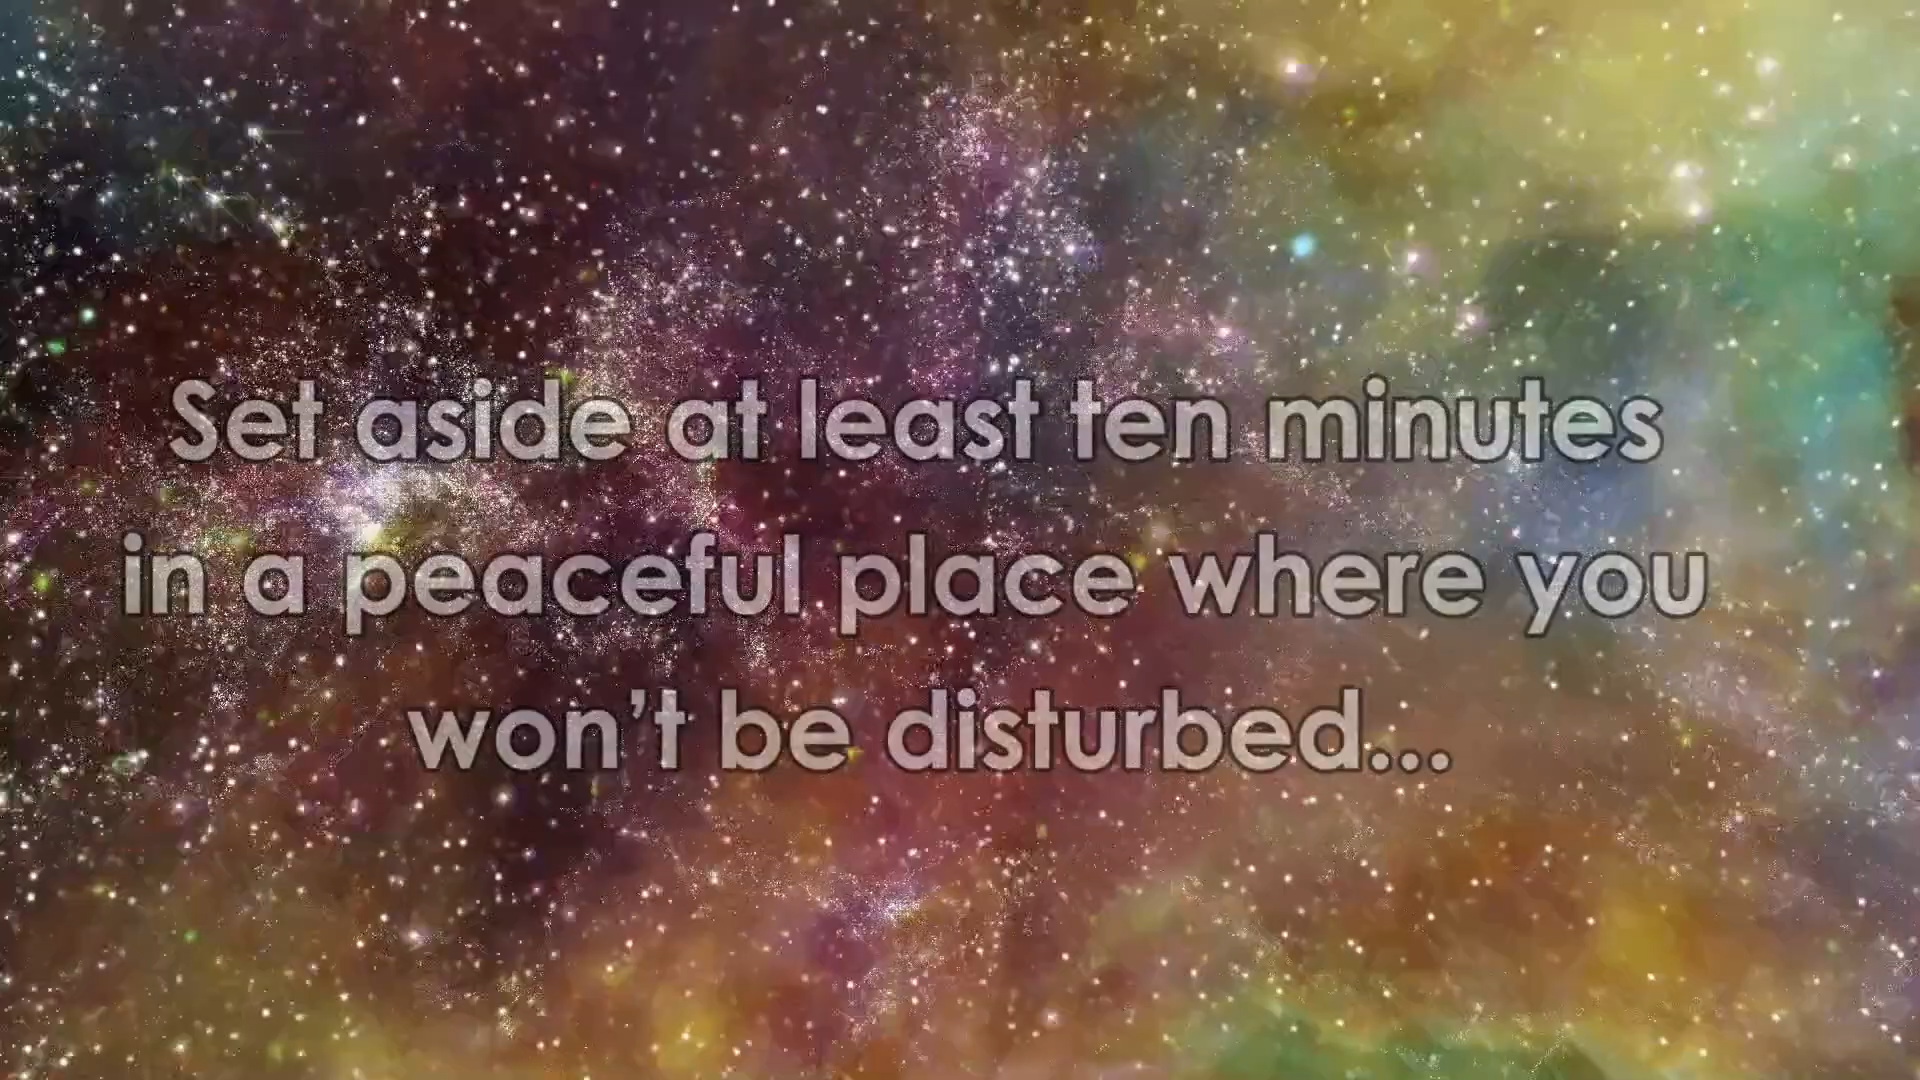 Set aside at least ten minutes
in a peaceful place where you
won’t be disturbed...